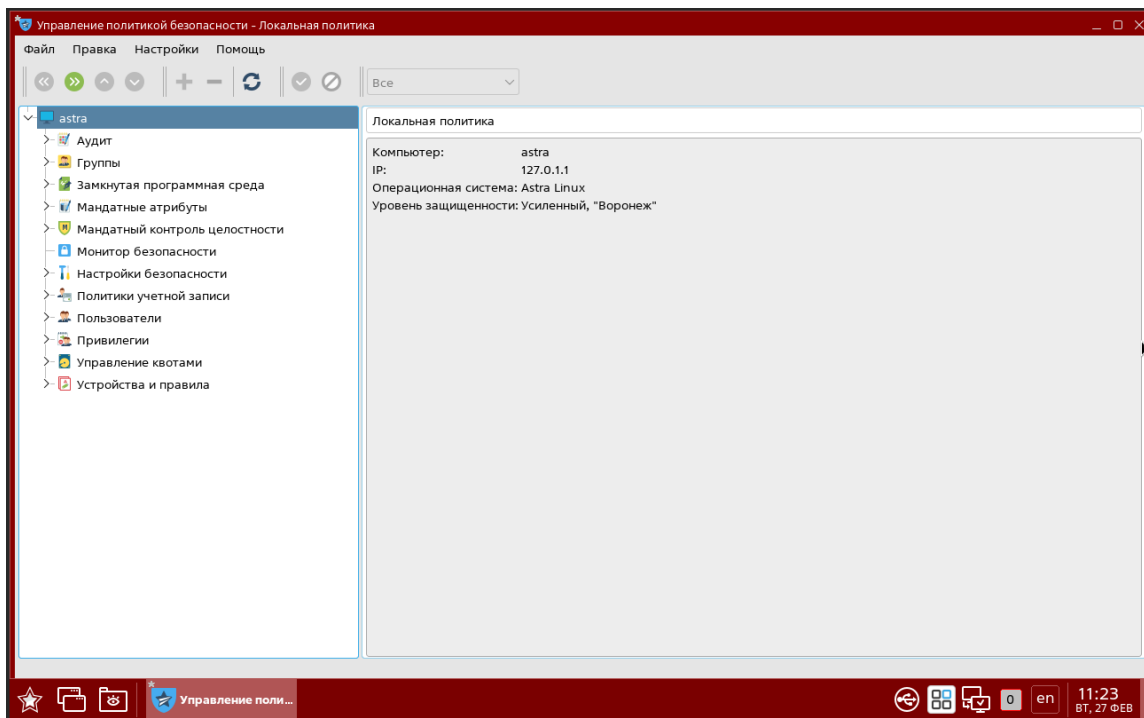 Управление политикой безопасности - Локальная политика
Файл Правка Настройки Помощь
Все
astra
Аудит
Группы
Замкнутая программная среда
Мандатные атрибуты
Мандатный контроль целостности
Монитор безопасности
Настройки безопасности
Политики учетной записи
Пользователи
Привилегии
Управление квотами
Устройства и правила
Локальная политика
Компьютер: astra
IP: 127.0.1.1
Операционная система: Astra Linux
Уровень защищенности: Усиленный, "Воронеж"
Управление поли...
0
en
11:23
ВТ, 27 ФЕВ